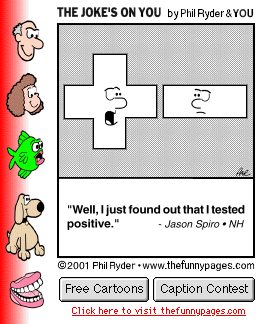 THE JOKE'S ON YOU by Phil Ryder & YOU
"Well, I just found out that I tested
positive." - Jason Spiro • NH
©2001 Phil Ryder • www.thefunnypages.com
Free Cartoons Caption Contest
Click here to visit thefunnypages.com